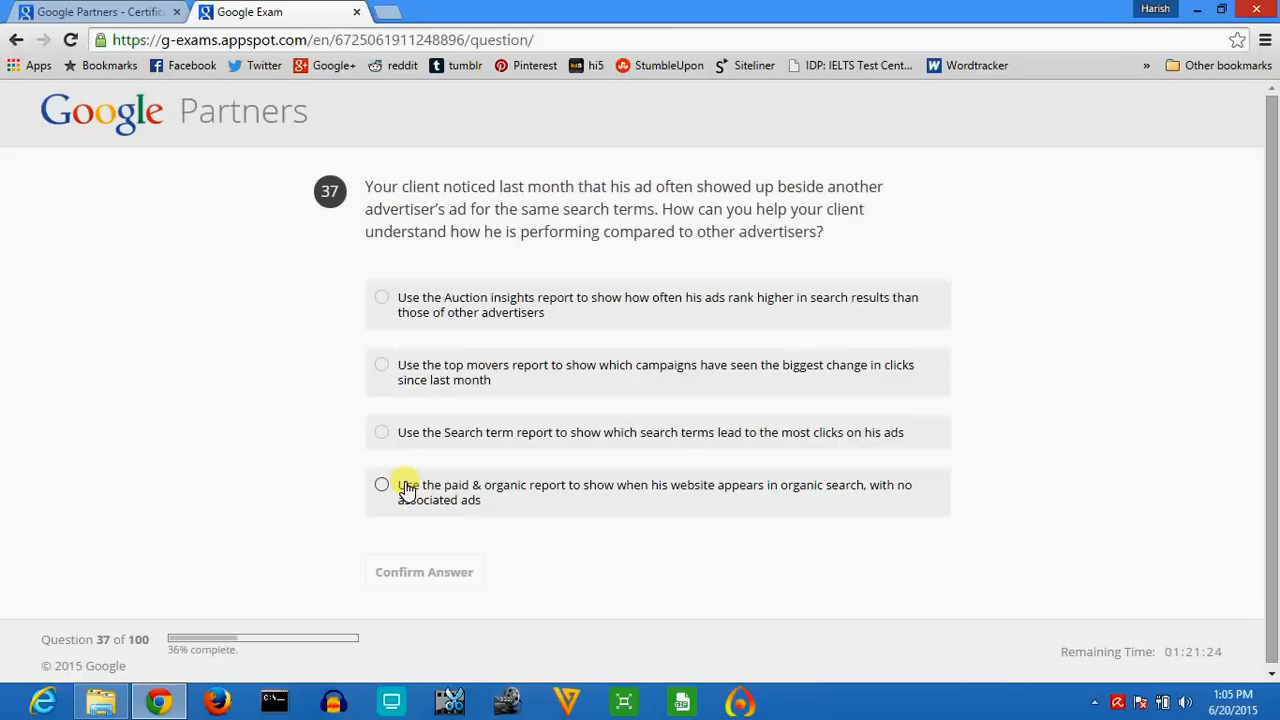 Google Partners - Certific
Google Exam
Harish
https://g-exams.appspot.com/en/6725061911248896/question/
Apps
Bookmarks
Facebook
Twitter
Google+
reddit
tumblr
Pinterest
hi5
StumbleUpon
Siteliner
IDP: IELTS Test Cent...
Wordtracker
»
Other bookmarks
Google Partners
37
Your client noticed last month that his ad often showed up beside another
advertiser's ad for the same search terms. How can you help your client
understand how he is performing compared to other advertisers?
Use the Auction insights report to show how often his ads rank higher in search results than
those of other advertisers
Use the top movers report to show which campaigns have seen the biggest change in clicks
since last month
Use the Search term report to show which search terms lead to the most clicks on his ads
Use the paid & organic report to show when his website appears in organic search, with no
associated ads
Confirm Answer
Question 37 of 100
36% complete.
Remaining Time: 01:21:24
© 2015 Google
1:05 PM
6/20/2015